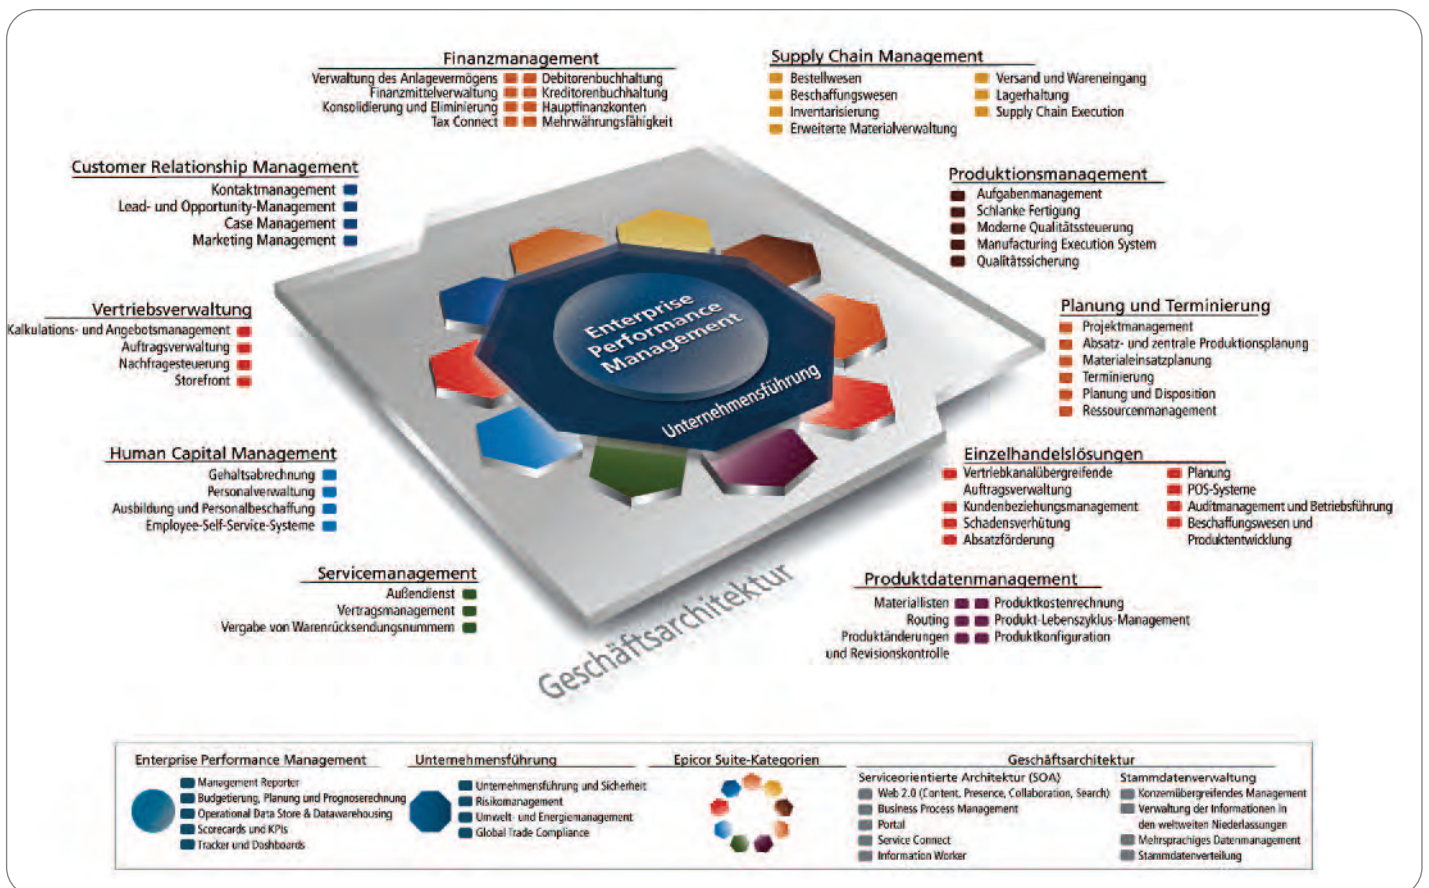 Finanzmanagement
Verwaltung des Anlagevermögens
Finanzmittelverwaltung
Konsolidierung und Eliminierung
Tax Connect
Debitorenbuchhaltung
Kreditorenbuchhaltung
Hauptfinanzkonten
Mehrwährungsfähigkeit
Supply Chain Management
Bestellwesen
Beschaffungswesen
Inventarisierung
Erweiterte Materialverwaltung
Versand und Wareneingang
Lagerhaltung
Supply Chain Execution
Customer Relationship Management
Kontaktmanagement
Lead- und Opportunity-Management
Case Management
Marketing Management
Produktionsmanagement
Aufgabenmanagement
Schlanke Fertigung
Moderne Qualitätssteuerung
Manufacturing Execution System
Qualitätssicherung
Vertriebsverwaltung
Kalkulations- und Angebotsmanagement
Auftragsverwaltung
Nachfragesteuerung
Storefront
Enterprise
Performance
Management
Unternehmensführung
Planung und Terminierung
Projektmanagement
Absatz- und zentrale Produktionsplanung
Materialeinsatzplanung
Terminierung
Planung und Disposition
Ressourcenmanagement
Human Capital Management
Gehaltsabrechnung
Personalverwaltung
Ausbildung und Personalbeschaffung
Employee-Self-Service-Systeme
Einzelhandelslösungen
Vertriebkanalübergreifende
Auftragsverwaltung
Kundenbeziehungsmanagement
Schadensverhütung
Absatzförderung
Planung
POS-Systeme
Auditmanagement und Betriebsführung
Beschaffungswesen und
Produktentwicklung
Servicemanagement
Außendienst
Vertragsmanagement
Vergabe von Warenrücksendungsnummern
Geschäftsarchitektur
Produktdatenmanagement
Materiallisten
Routing
Produktänderungen
und Revisionskontrolle
Produktkostenrechnung
Produkt-Lebenszyklus-Management
Produktkonfiguration
Enterprise Performance Management
Management Reporter
Budgetierung, Planung und Prognoserechnung
Operational Data Store & Datawarehousing
Scorecards und KPIs
Tracker und Dashboards
Unternehmensführung
Unternehmensführung und Sicherheit
Risikomanagement
Umwelt- und Energiemanagement
Global Trade Compliance
Epicor Suite-Kategorien
Geschäftsarchitektur
Serviceorientierte Architektur (SOA)
Web 2.0 (Content, Presence, Collaboration, Search)
Business Process Management
Portal
Service Connect
Information Worker
Stammdatenverwaltung
Konzernübergreifendes Management
Verwaltung der Informationen in
den weltweiten Niederlassungen
Mehrsprachiges Datenmanagement
Stammdatenverteilung